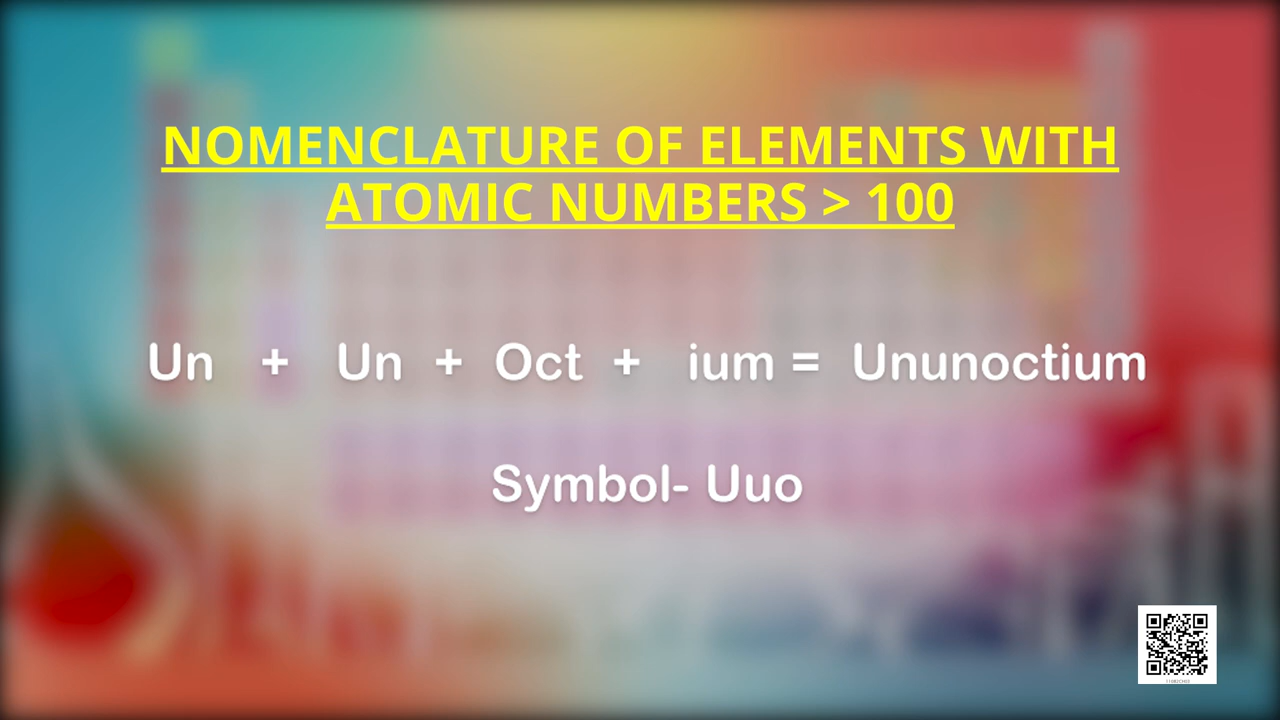 NOMENCLATURE OF ELEMENTS WITH
ATOMIC NUMBERS > 100
Un + Un + Oct + ium = Ununoctium
Symbol- Uuo